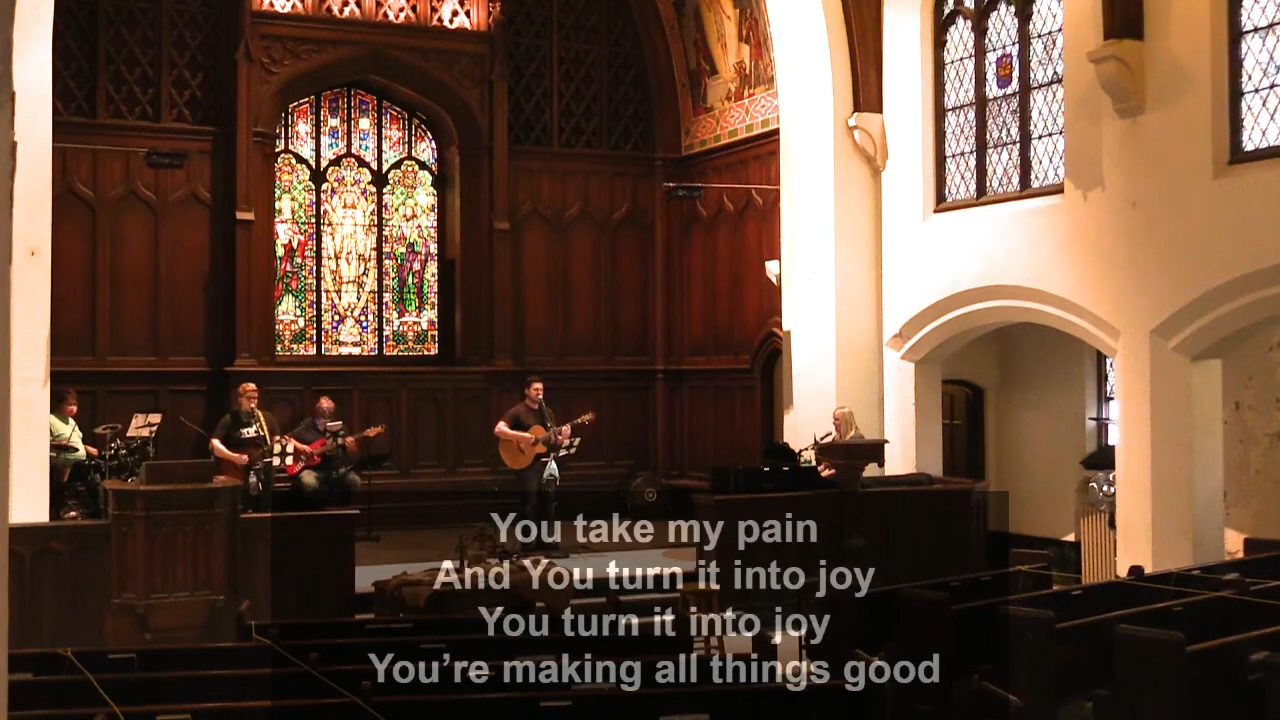 You take my pain
And You turn it into joy
You turn it into joy
You’re making all things good